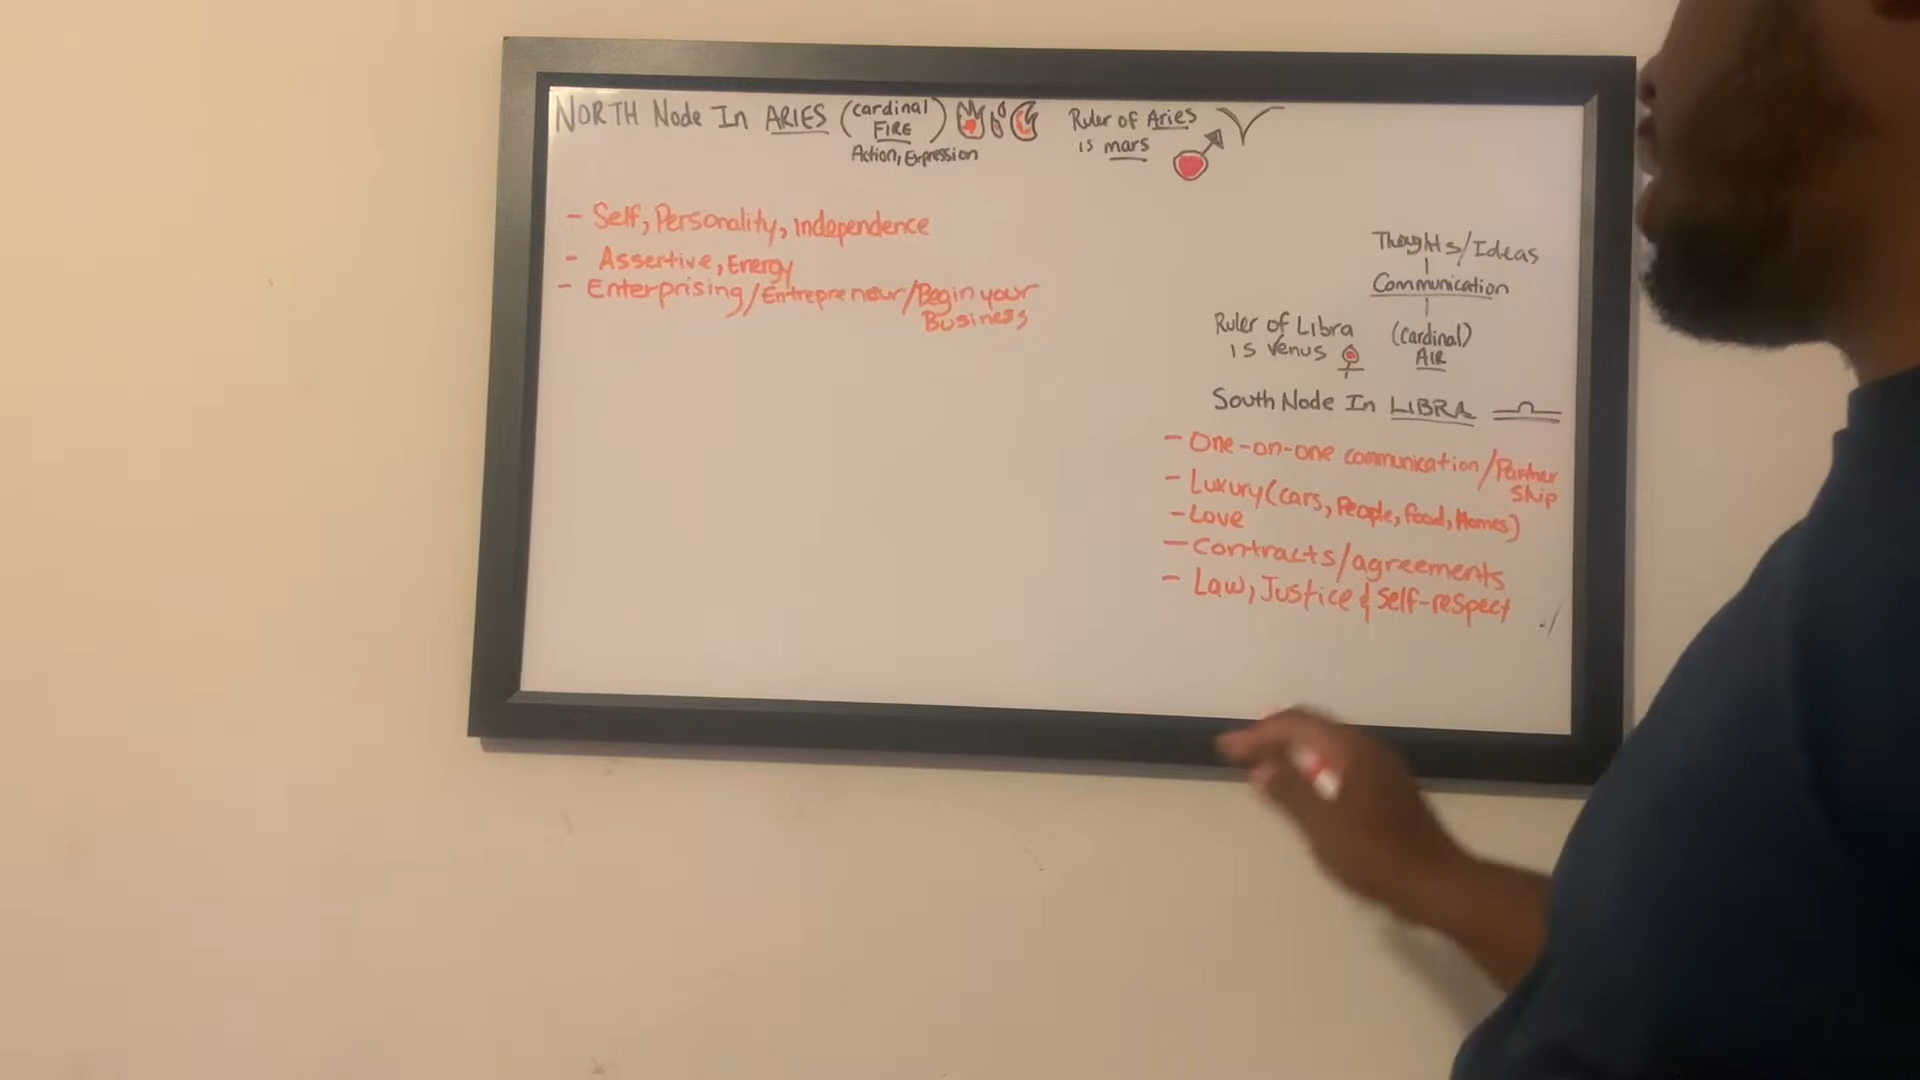 NORTH Node In ARIES (cardinal
FIRE)
Action, Expression
Ruler of Aries
is mars
- Self, Personality, Independence
- Assertive, Energy
- Enterprising/Entrepreneur/Begin your
Business
Thoughts/Ideas
Communication
(Cardinal)
AIR
Ruler of Libra
is Venus
South Node In LIBRA
- One-on-one communication/Partner
Ship
- Luxury (cars, People, food, Homes)
- Love
- Contracts/agreements
- Law, Justice & Self-respect